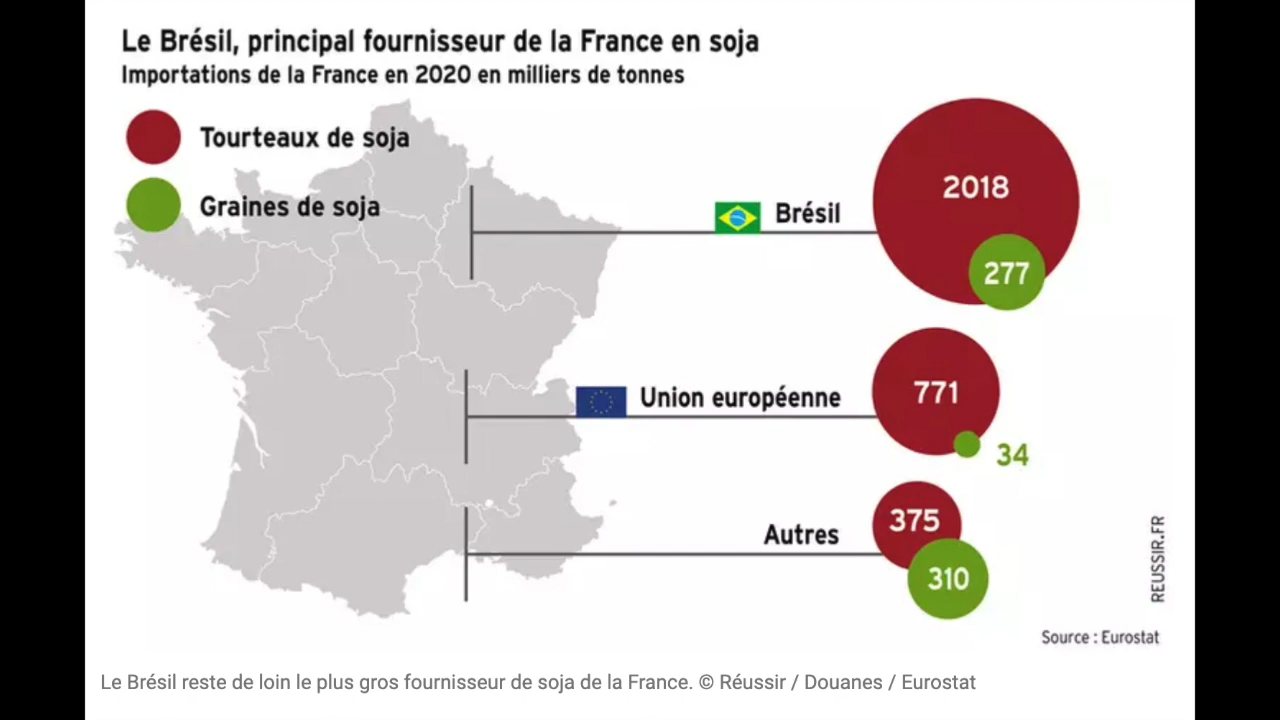 Le Brésil, principal fournisseur de la France en soja
Importations de la France en 2020 en milliers de tonnes
Tourteaux de soja
Graines de soja
Brésil
2018
277
Union européenne
771
34
Autres
375
310
REUSSIR.FR
Source : Eurostat
Le Brésil reste de loin le plus gros fournisseur de soja de la France. © Réussir / Douanes / Eurostat